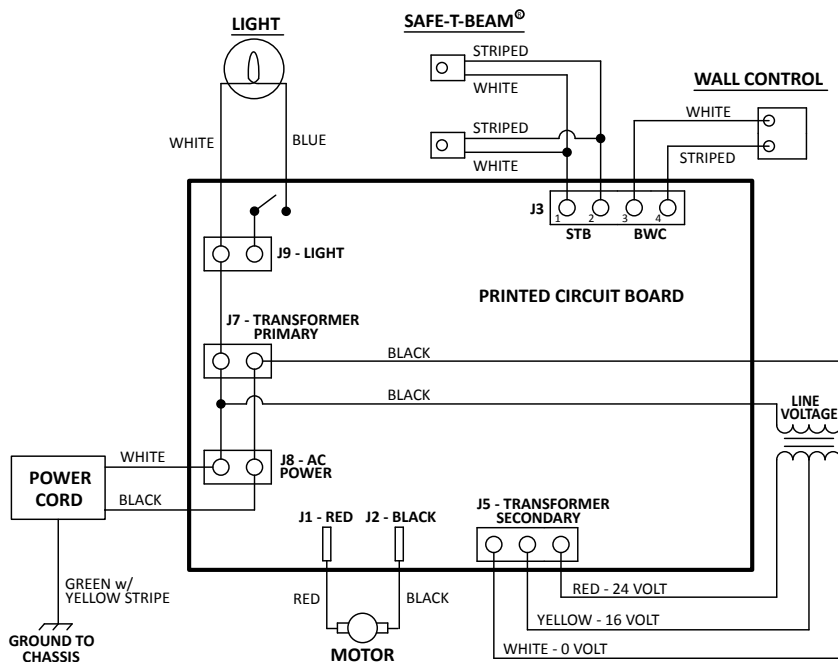 LIGHT
SAFE-T-BEAM®
STRIPED
WHITE
WALL CONTROL
WHITE
WHITE
BLUE
STRIPED
WHITE
STRIPED
J3
1
2
3
4
STB
BWC
J9 - LIGHT
PRINTED CIRCUIT BOARD
J7 - TRANSFORMER
PRIMARY
BLACK
BLACK
LINE
VOLTAGE
WHITE
J8 - AC
POWER
POWER
CORD
BLACK
J1 - RED
J2 - BLACK
J5 - TRANSFORMER
SECONDARY
GREEN w/
YELLOW STRIPE
RED
BLACK
RED - 24 VOLT
YELLOW - 16 VOLT
WHITE - 0 VOLT
GROUND TO
CHASSIS
MOTOR